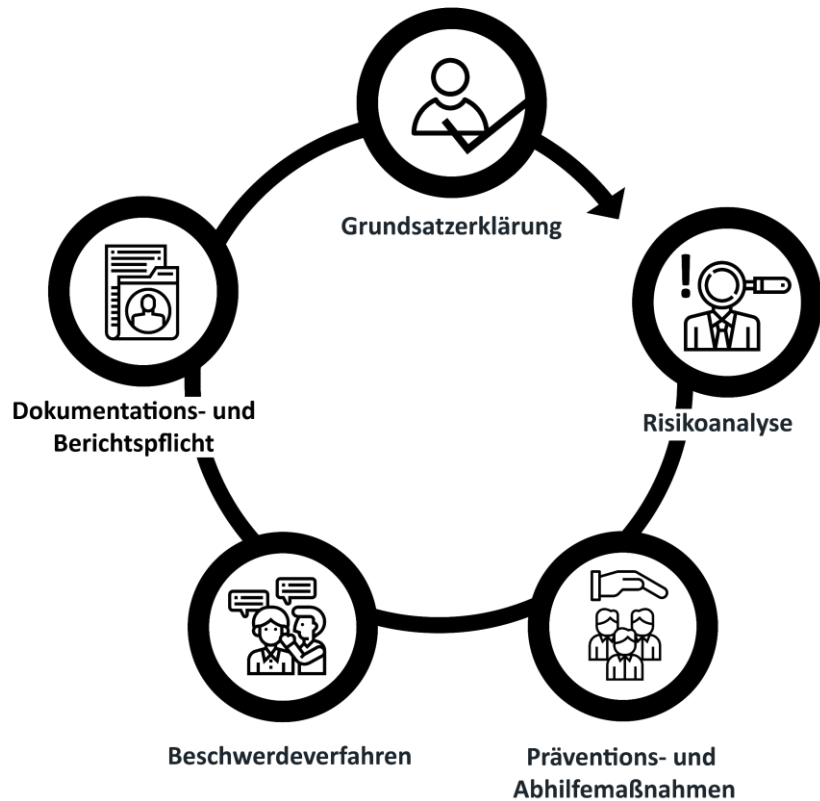 Grundsatzerklärung
Risikoanalyse
Präventions- und
Abhilfemaßnahmen
Beschwerdeverfahren
Dokumentations- und
Berichtspflicht